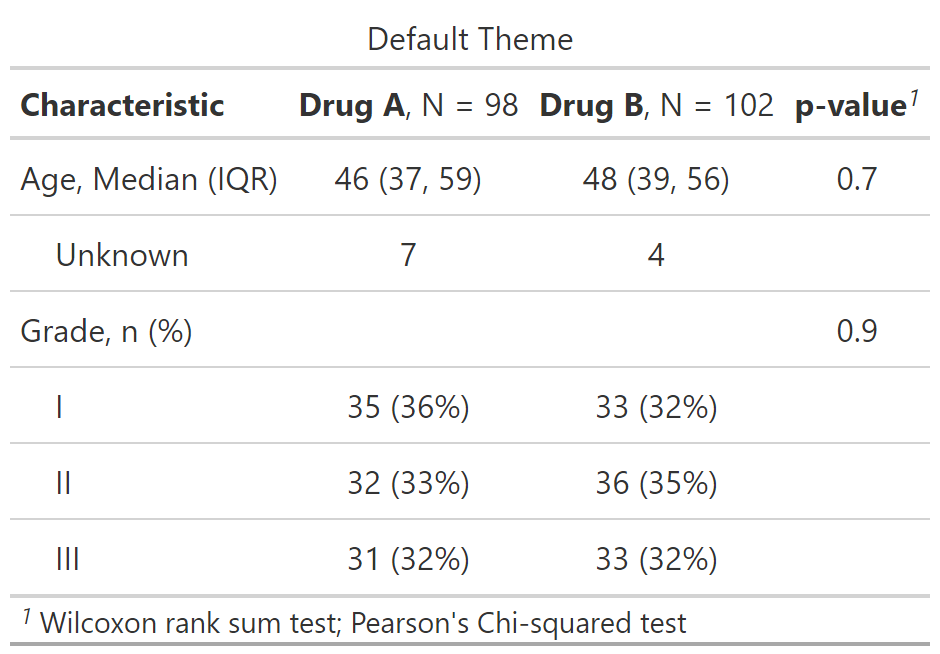 Default Theme
Characteristic Drug A, N = 98 Drug B, N = 102 p-value1
Age, Median (IQR) 46 (37, 59) 48 (39, 56) 0.7
Unknown 7 4
Grade, n (%) 0.9
I 35 (36%) 33 (32%)
II 32 (33%) 36 (35%)
III 31 (32%) 33 (32%)
1 Wilcoxon rank sum test; Pearson's Chi-squared test